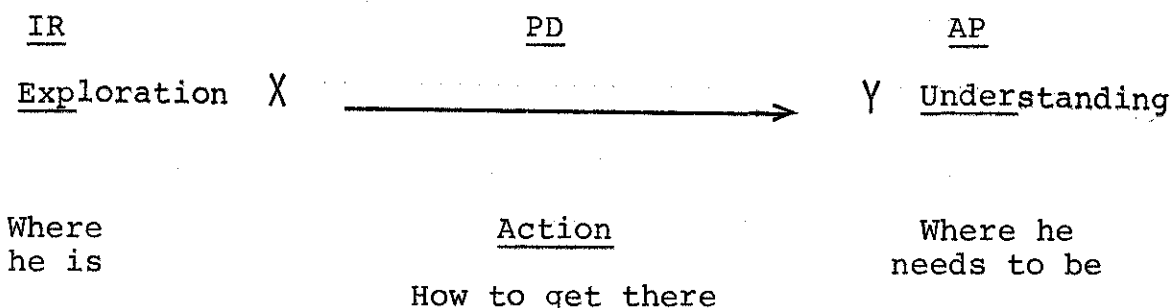 IR PD AP
Exploration X Y Understanding
Where Action Where he
he is needs to be
How to get there